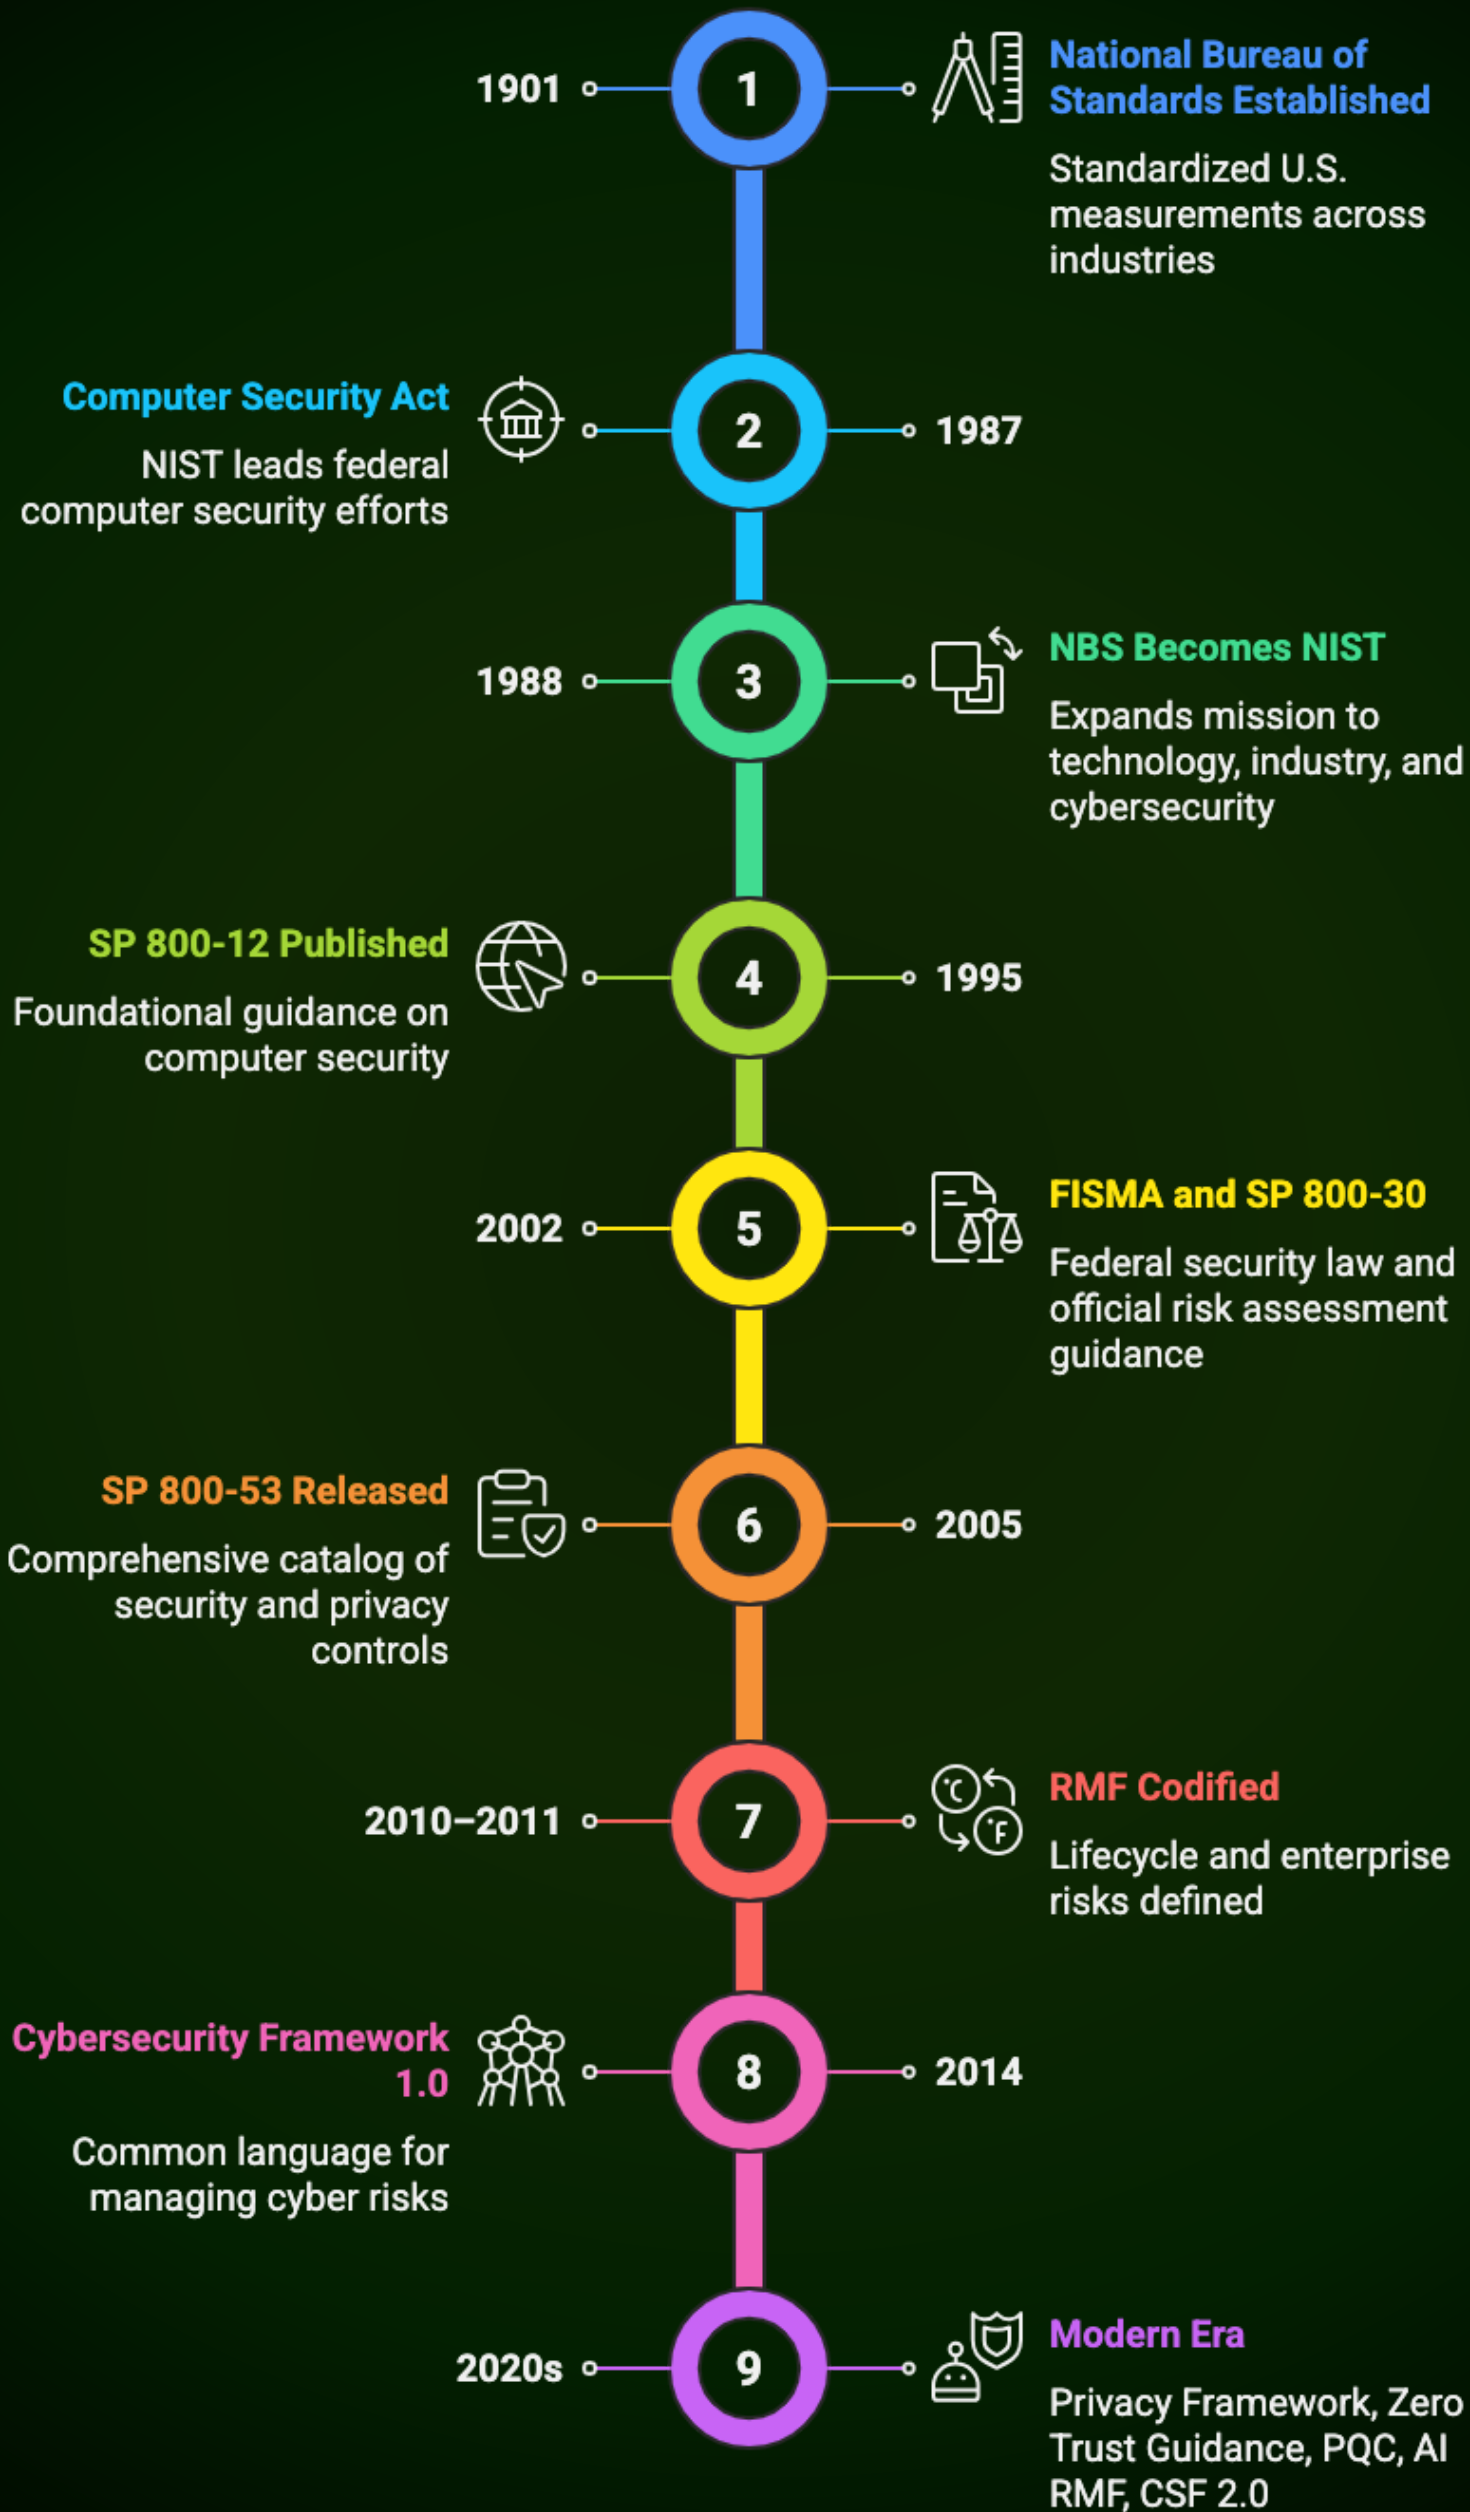 1901
1
National Bureau of
Standards Established
Standardized U.S.
measurements across
industries
Computer Security Act
NIST leads federal
computer security efforts
2
1987
1988
3
NBS Becomes NIST
Expands mission to
technology, industry, and
cybersecurity
SP 800-12 Published
Foundational guidance on
computer security
4
1995
2002
5
FISMA and SP 800-30
Federal security law and
official risk assessment
guidance
SP 800-53 Released
Comprehensive catalog of
security and privacy
controls
6
2005
2010–2011
7
°C
°F
RMF Codified
Lifecycle and enterprise
risks defined
Cybersecurity Framework
1.0
Common language for
managing cyber risks
8
2014
2020s
9
Modern Era
Privacy Framework, Zero
Trust Guidance, PQC, AI
RMF, CSF 2.0